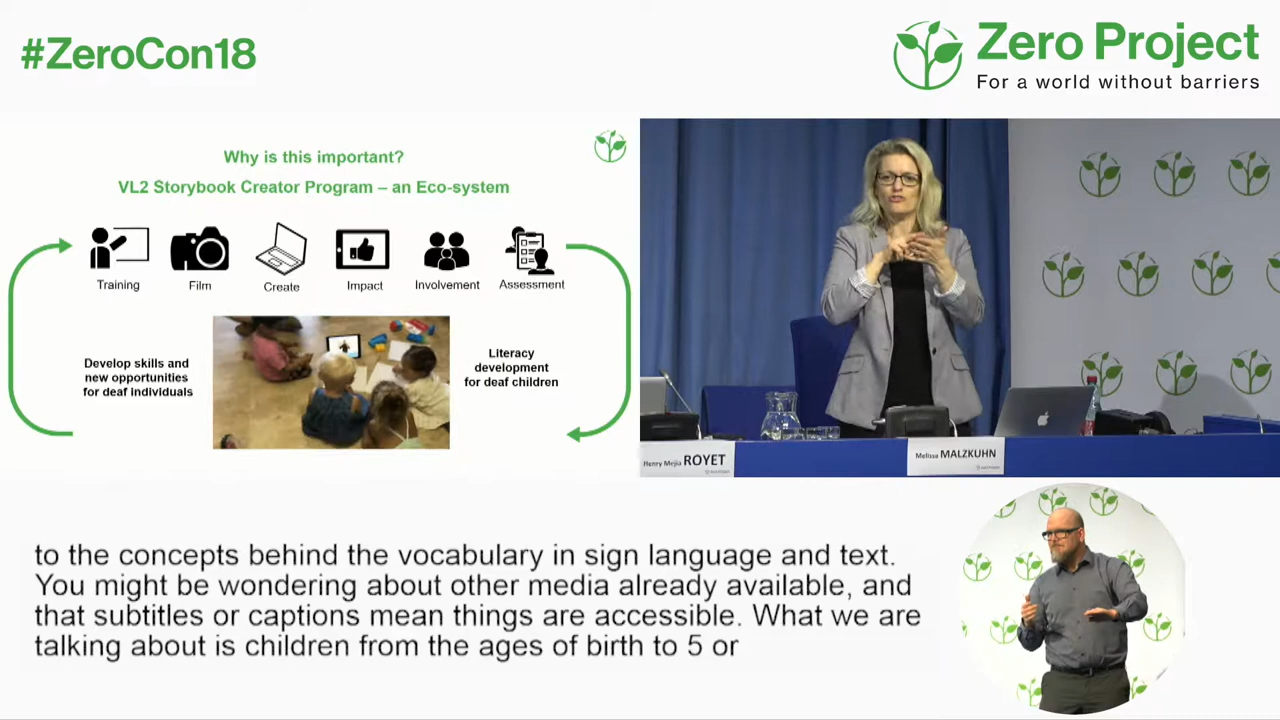 #ZeroCon18
Zero Project
For a world without barriers
Why is this important?
VL2 Storybook Creator Program – an Eco-system
Training
Film
Create
Impact
Involvement
Assessment
Develop skills and
new opportunities
for deaf individuals
Literacy
development
for deaf children
Henry Mejia ROYET
Melissa MALZKUHN
to the concepts behind the vocabulary in sign language and text.
You might be wondering about other media already available, and
that subtitles or captions mean things are accessible. What we are
talking about is children from the ages of birth to 5 or